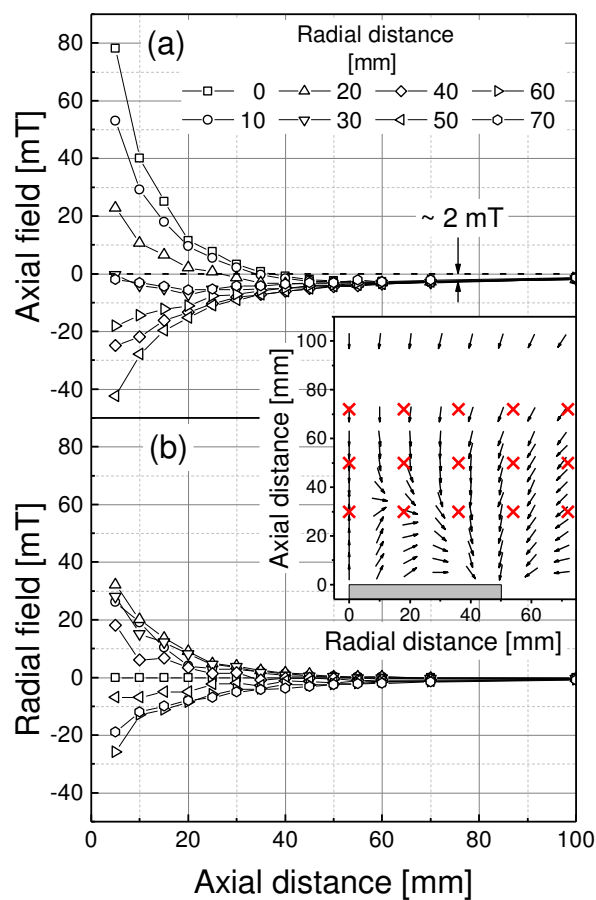 (a)
Radial distance
[mm]
0 20 40 60
10 30 50 70
80
60
40
20
0
-20
-40
Axial field [mT]
~ 2 mT
(b)
40
20
0
-20
-40
Radial field [mT]
0 20 40 60 80 100
Axial distance [mm]
100
80
60
40
20
0
Axial distance [mm]
0 20 40 60
Radial distance [mm]